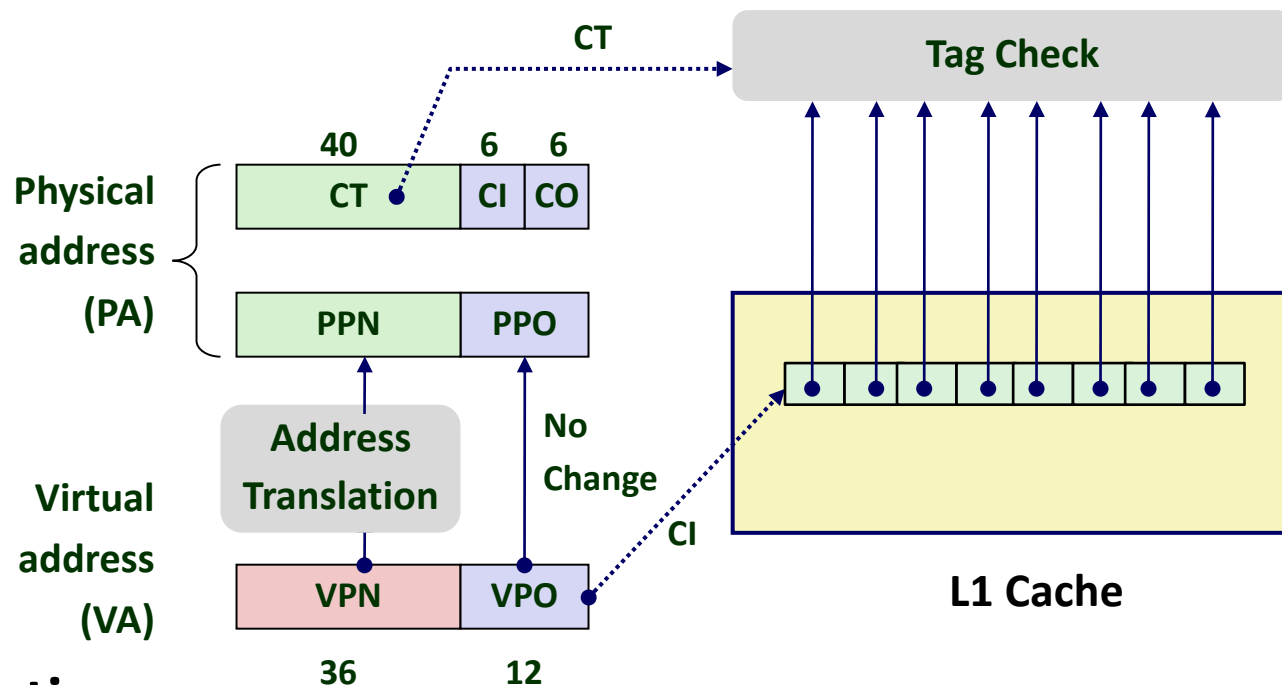 CT
Tag Check
40 6 6
Physical
address
(PA)
CT CI CO
PPN PPO
Address
Translation
No
Change
CI
Virtual
address
(VA)
VPN VPO
L1 Cache
36 12